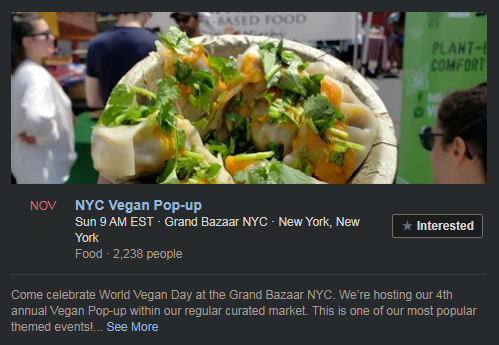 BASED FOOD
PLANT-
COMFORT
NOV
NYC Vegan Pop-up
Sun 9 AM EST · Grand Bazaar NYC · New York, New
York
★ Interested
Food · 2,238 people
Come celebrate World Vegan Day at the Grand Bazaar NYC. We're hosting our 4th
annual Vegan Pop-up within our regular curated market. This is one of our most popular
themed events!... See More